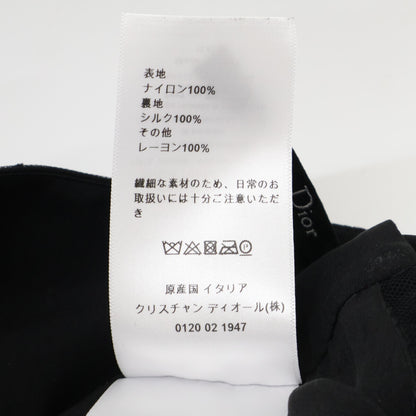 表地
ナイロン100%
裏地
シルク100%
その他
レーヨン100%
繊細な素材のため、日常のお
取扱いには十分ご注意くださ
き
原産国 イタリア
クリスチャン ディオール(株)
0120 02 1947
Dior